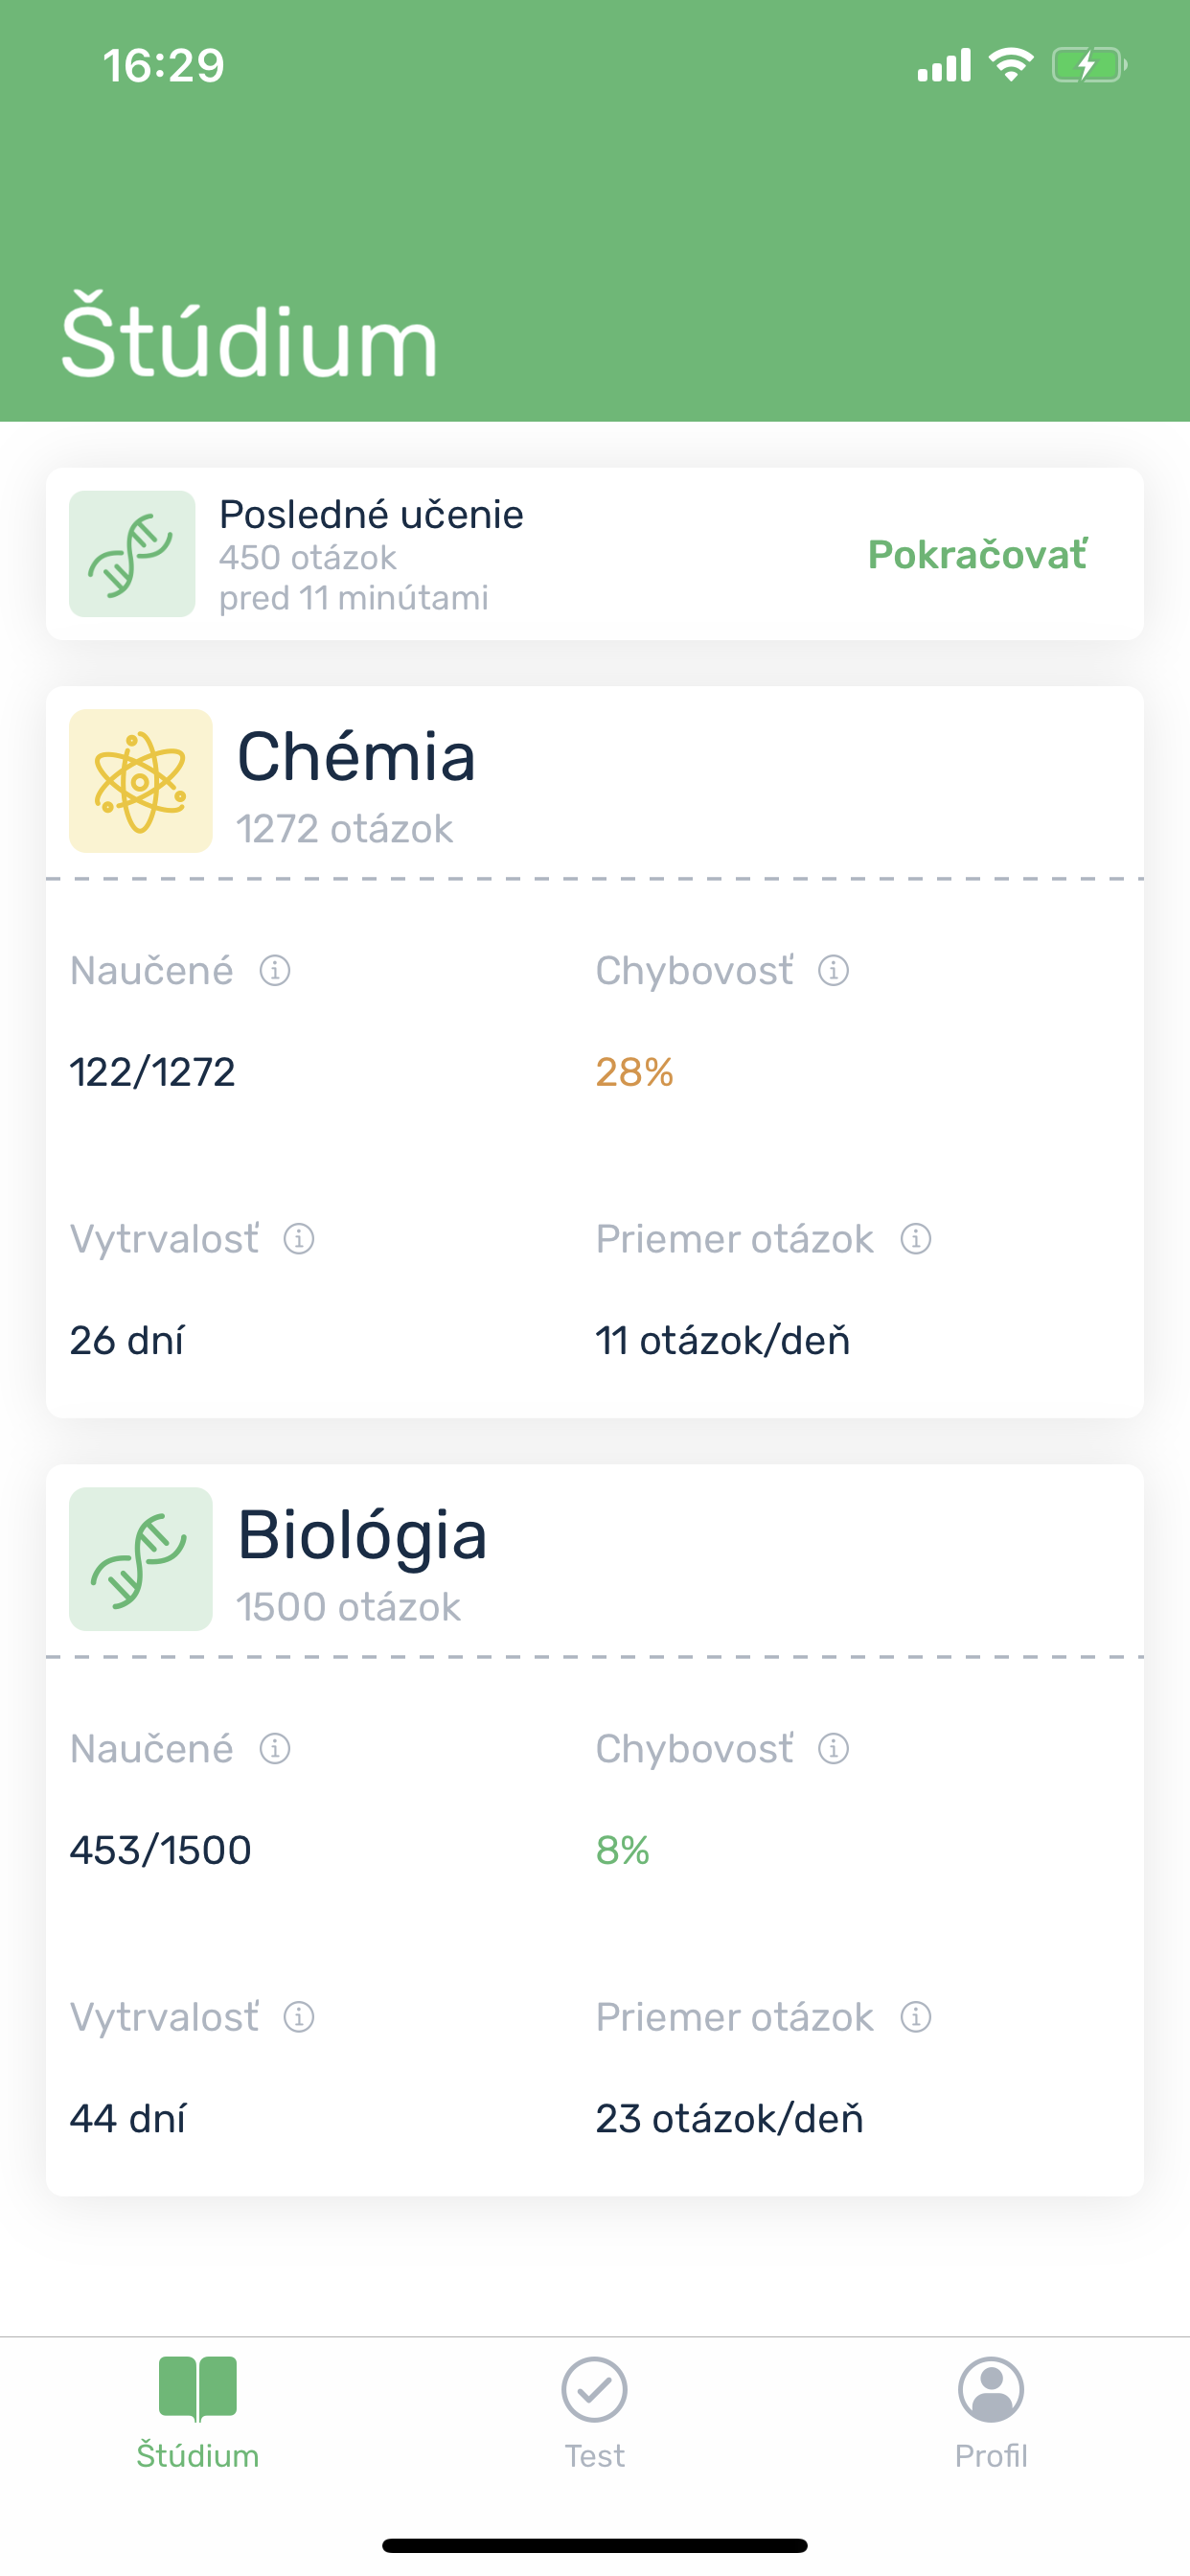 16:29
Štúdium
Posledné učenie
450 otázok
pred 11 minútami
Pokračovať
Chémia
1272 otázok
Naučené
Chybovosť
122/1272
28%
Vytrvalosť
Priemer otázok
26 dní
11 otázok/deň
Biológia
1500 otázok
Naučené
Chybovosť
453/1500
8%
Vytrvalosť
Priemer otázok
44 dní
23 otázok/deň
Štúdium
Test
Profil